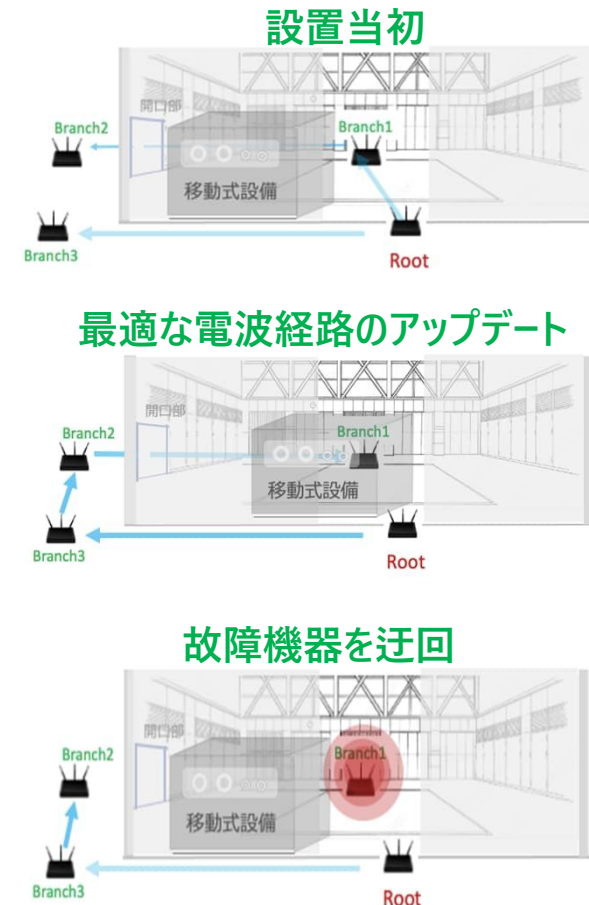 設置当初
開口部
Branch2
Branch1
移動式設備
Branch3
Root
最適な電波経路のアップデート
開口部
Branch2
Branch1
移動式設備
Branch3
Root
故障機器を迂回
開口部
Branch2
Branch1
移動式設備
Branch3
Root